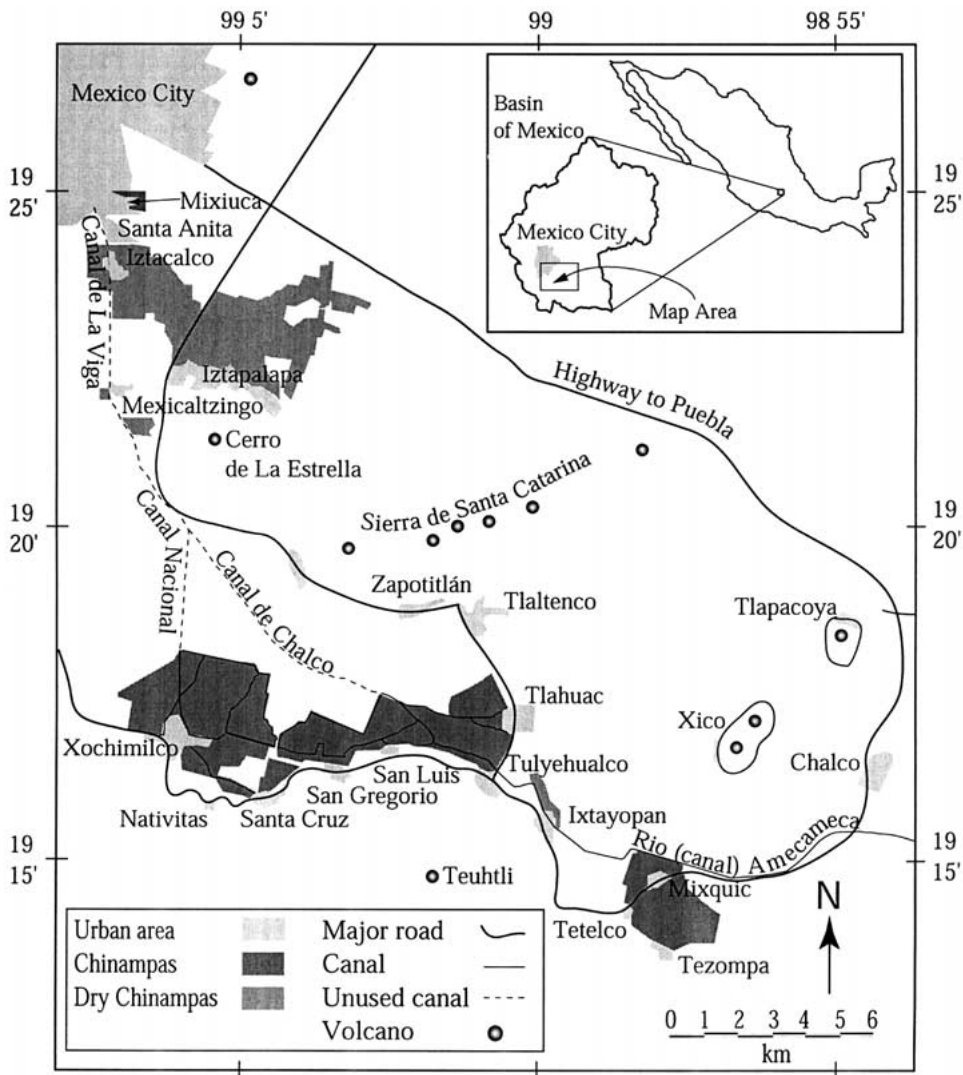 99 5'
99
98 55'
Mexico City
Basin
of Mexico
19
25'
19
25'
Mixiuca
Santa Anita
Iztacalco
Mexico City
Canal de La Viga
Map Area
Iztapalapa
Highway to Puebla
Mexicaltzingo
Cerro
de La Estrella
Sierra de Santa Catarina
19
20'
19
20'
Canal Nacional
Canal de Chalco
Zapotitlán
Tlaltenco
Tlapacoya
Tlahuac
Xico
Xochimilco
Tulyehualco
Chalco
San Luis
San Gregorio
Nativitas
Santa Cruz
Ixtayopan
Rio (canal) Amecameca
19
15'
19
15'
Teuhtli
Mixquic
N
Tetelco
Tezompa
Urban area
Major road
Chinampas
Canal
Dry Chinampas
Unused canal
Volcano
0 1 2 3 4 5 6
km